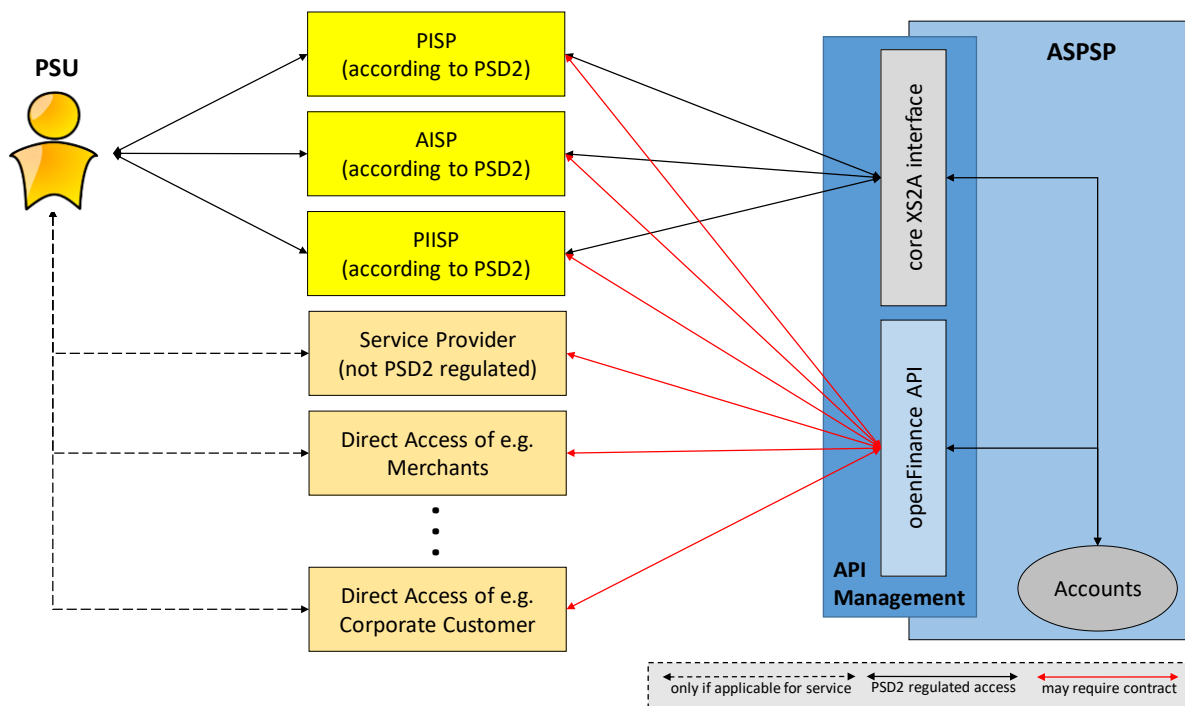 PSU
PISP
(according to PSD2)
AISP
(according to PSD2)
PIISP
(according to PSD2)
Service Provider
(not PSD2 regulated)
Direct Access of e.g.
Merchants
Direct Access of e.g.
Corporate Customer
ASPSP
core XS2A interface
openFinance API
API
Management
Accounts
only if applicable for service
PSD2 regulated access
may require contract